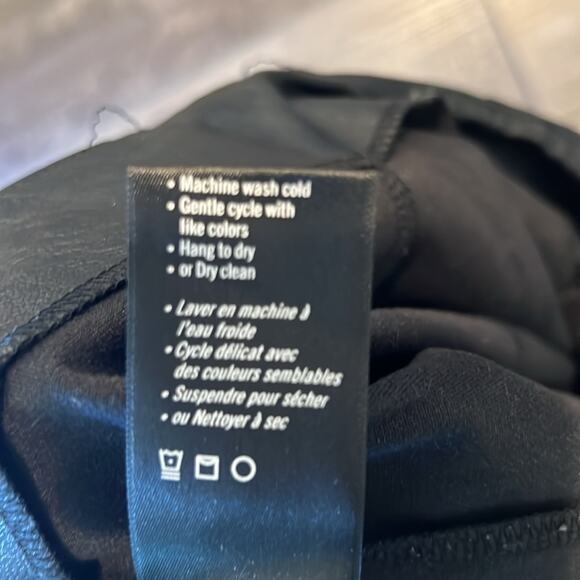 • Machine wash cold
• Gentle cycle with
like colors
• Hang to dry
• or Dry clean
• Laver en machine à
l'eau froide
• Cycle délicat avec
des couleurs semblables
• Suspendre pour sécher
• ou Nettoyer à sec